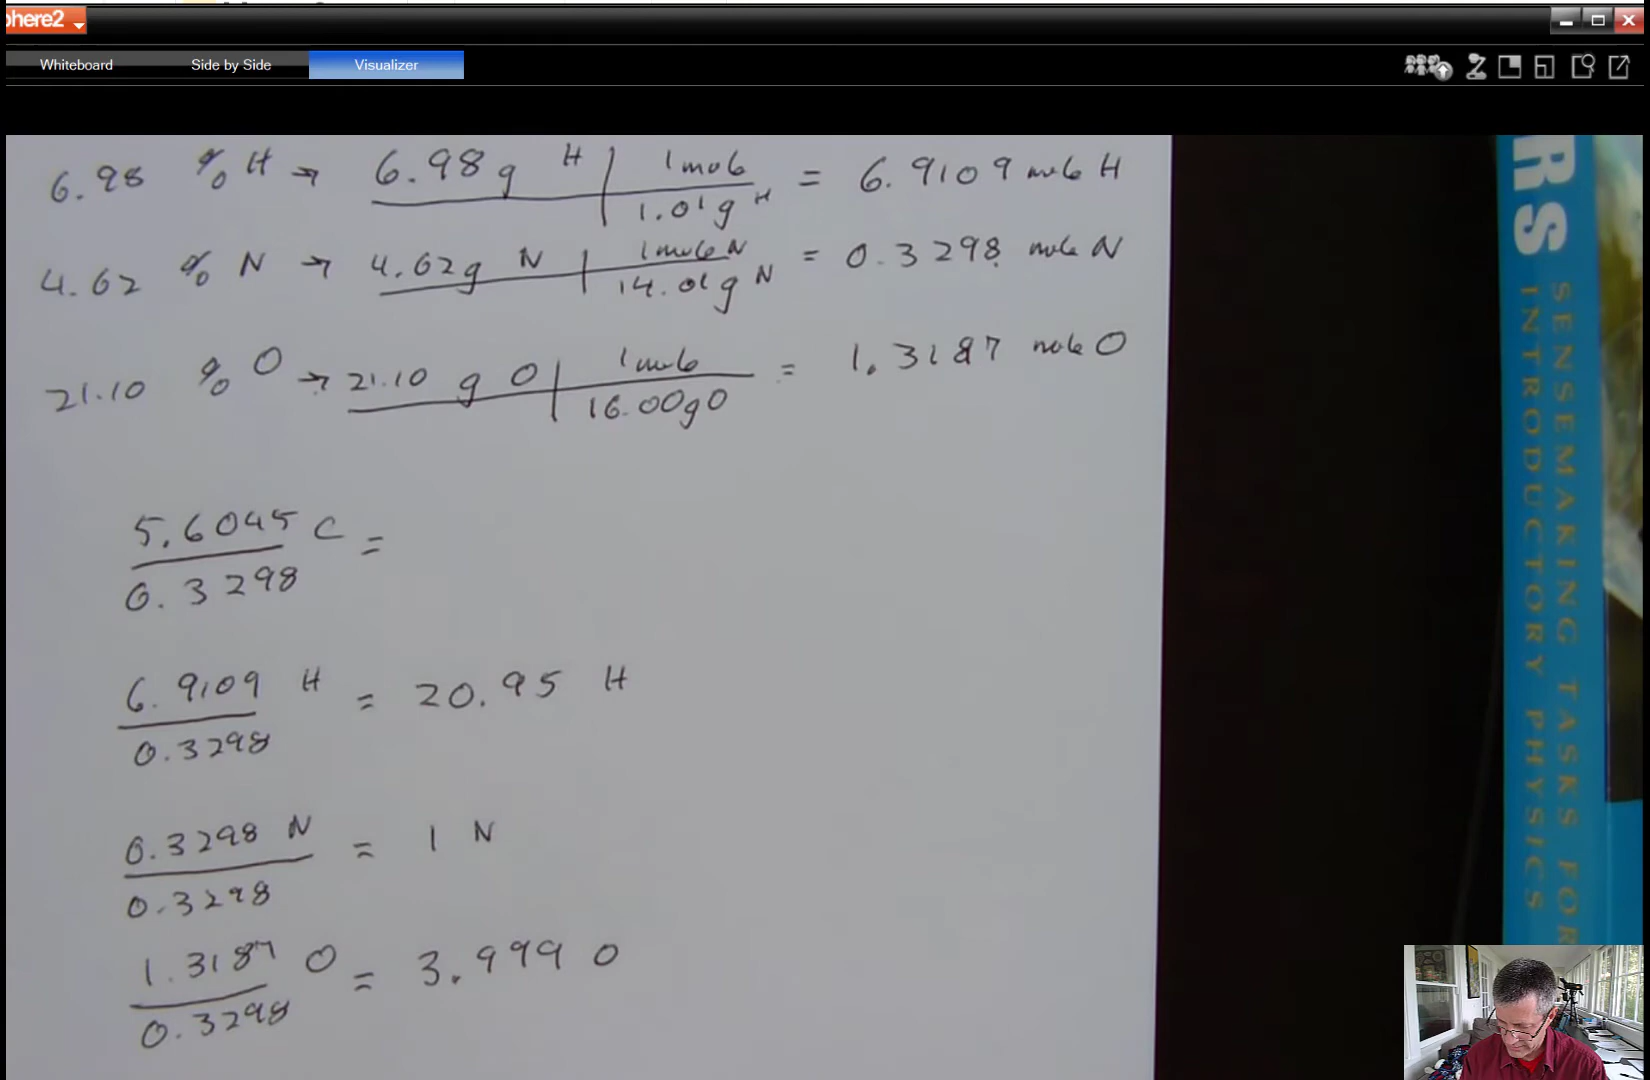 phere2
Whiteboard Side by Side Visualizer
6.98 % H → 6.98 g H | 1 mole / 1.01 g H = 6.9109 mole H
4.62 % N → 4.62 g N | 1 mole N / 14.01 g N = 0.3298 mole N
21.10 % O → 21.10 g O | 1 mole / 16.00 g O = 1.3187 mole O
5.6045 C / 0.3298 =
6.9109 H / 0.3298 = 20.95 H
0.3298 N / 0.3298 = 1 N
1.3187 O / 0.3298 = 3.999 O
RS
SENSEMAKING TASKS FOR
INTRODUCTORY PHYSICS